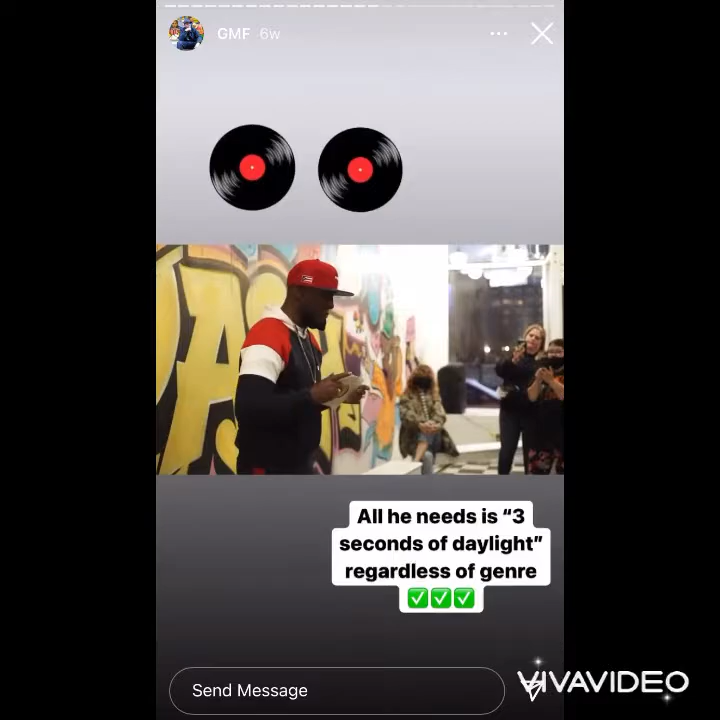 GMF 6w
All he needs is “3
seconds of daylight”
regardless of genre
✅✅✅
Send Message
VIVAVIDEO